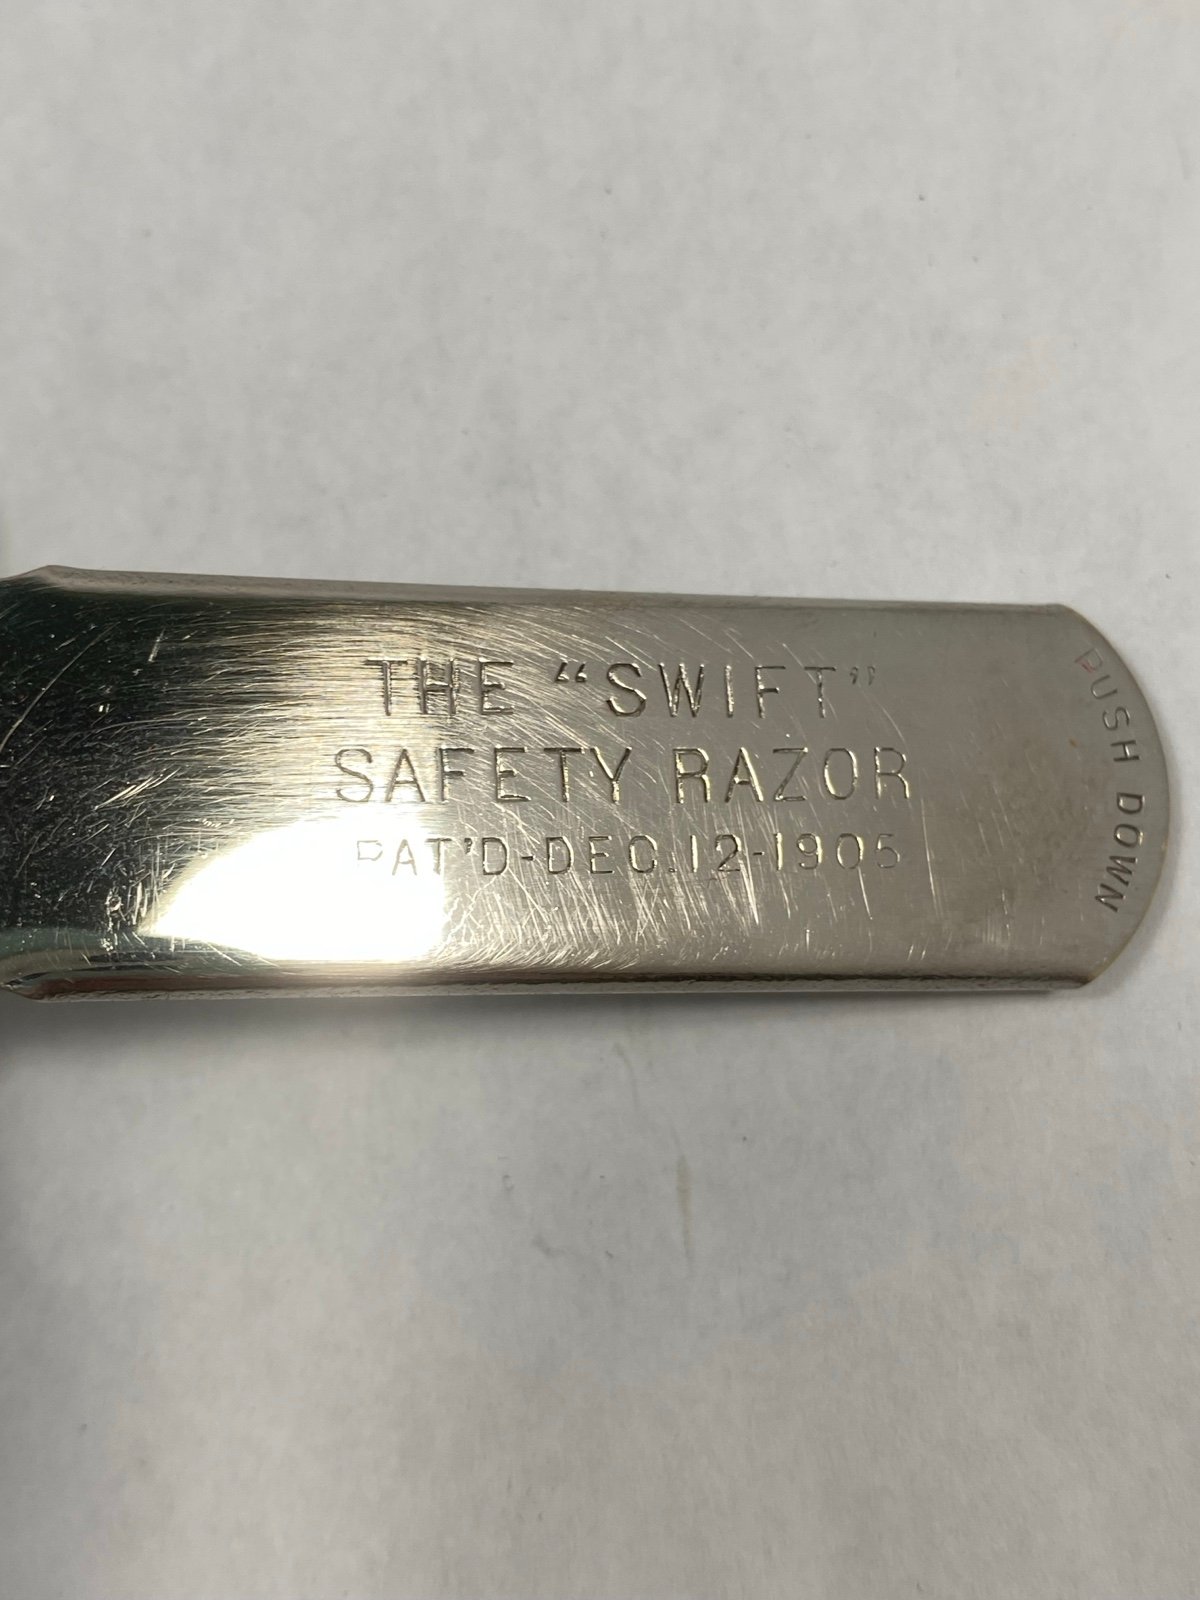 THE “SWIFT”
SAFETY RAZOR
PAT'D-DEC.12-1905
PUSH DOWN